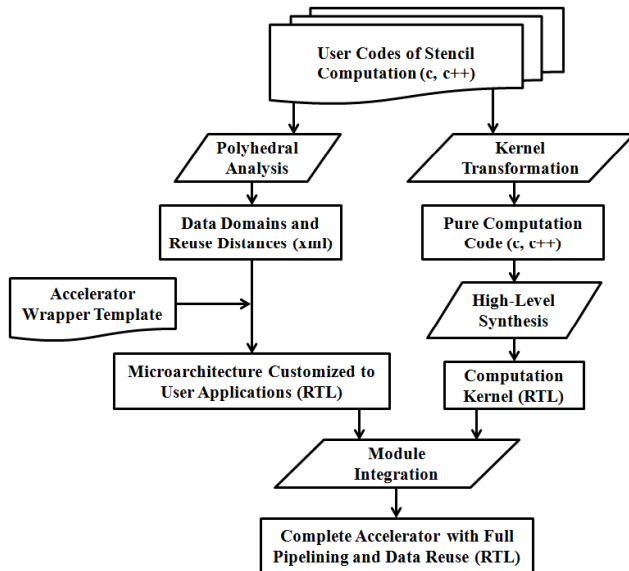 User Codes of Stencil
Computation (c, c++)
Polyhedral
Analysis
Kernel
Transformation
Data Domains and
Reuse Distances (xml)
Pure Computation
Code (c, c++)
Accelerator
Wrapper Template
High-Level
Synthesis
Microarchitecture Customized to
User Applications (RTL)
Computation
Kernel (RTL)
Module
Integration
Complete Accelerator with Full
Pipelining and Data Reuse (RTL)